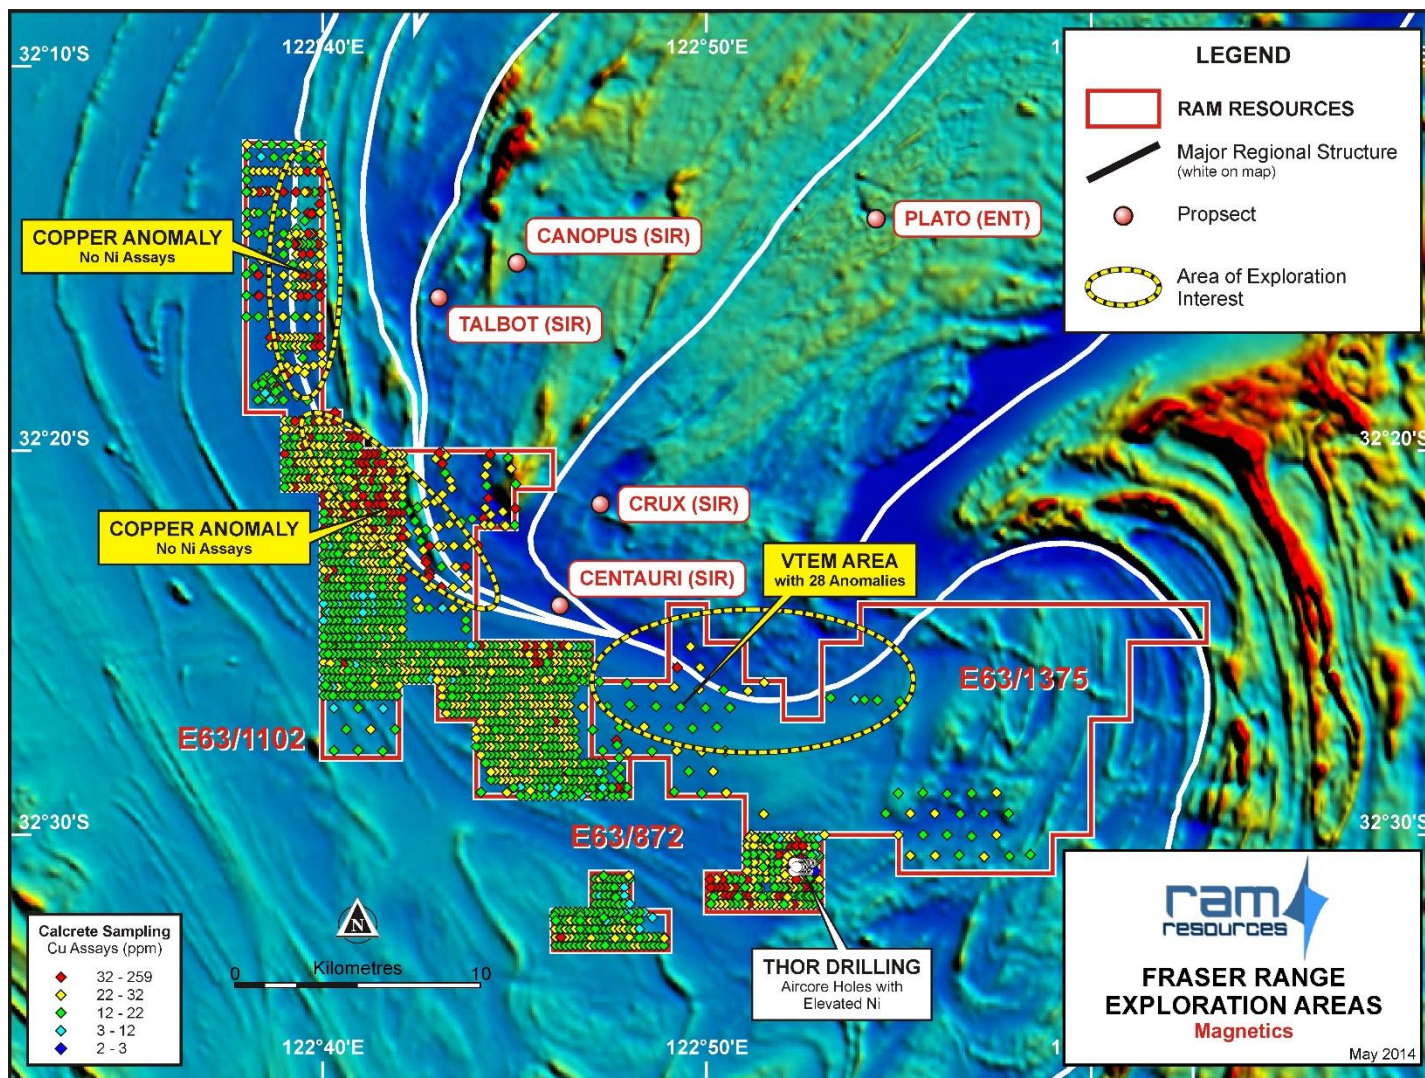 122°40'E
122°50'E
1
32°10'S
LEGEND
RAM RESOURCES
Major Regional Structure
(white on map)
Propsect
Area of Exploration
Interest
COPPER ANOMALY
No Ni Assays
CANOPUS (SIR)
PLATO (ENT)
TALBOT (SIR)
32°20'S
32°20'S
COPPER ANOMALY
No Ni Assays
CRUX (SIR)
VTEM AREA
with 28 Anomalies
CENTAURI (SIR)
E63/1375
E63/1102
32°30'S
E63/872
32°30'S
N
Kilometres
0
10
Calcrete Sampling
Cu Assays (ppm)
32 - 259
22 - 32
12 - 22
3 - 12
2 - 3
THOR DRILLING
Aircore Holes with
Elevated Ni
ram
resources
FRASER RANGE
EXPLORATION AREAS
Magnetics
May 2014
122°40'E
122°50'E
1